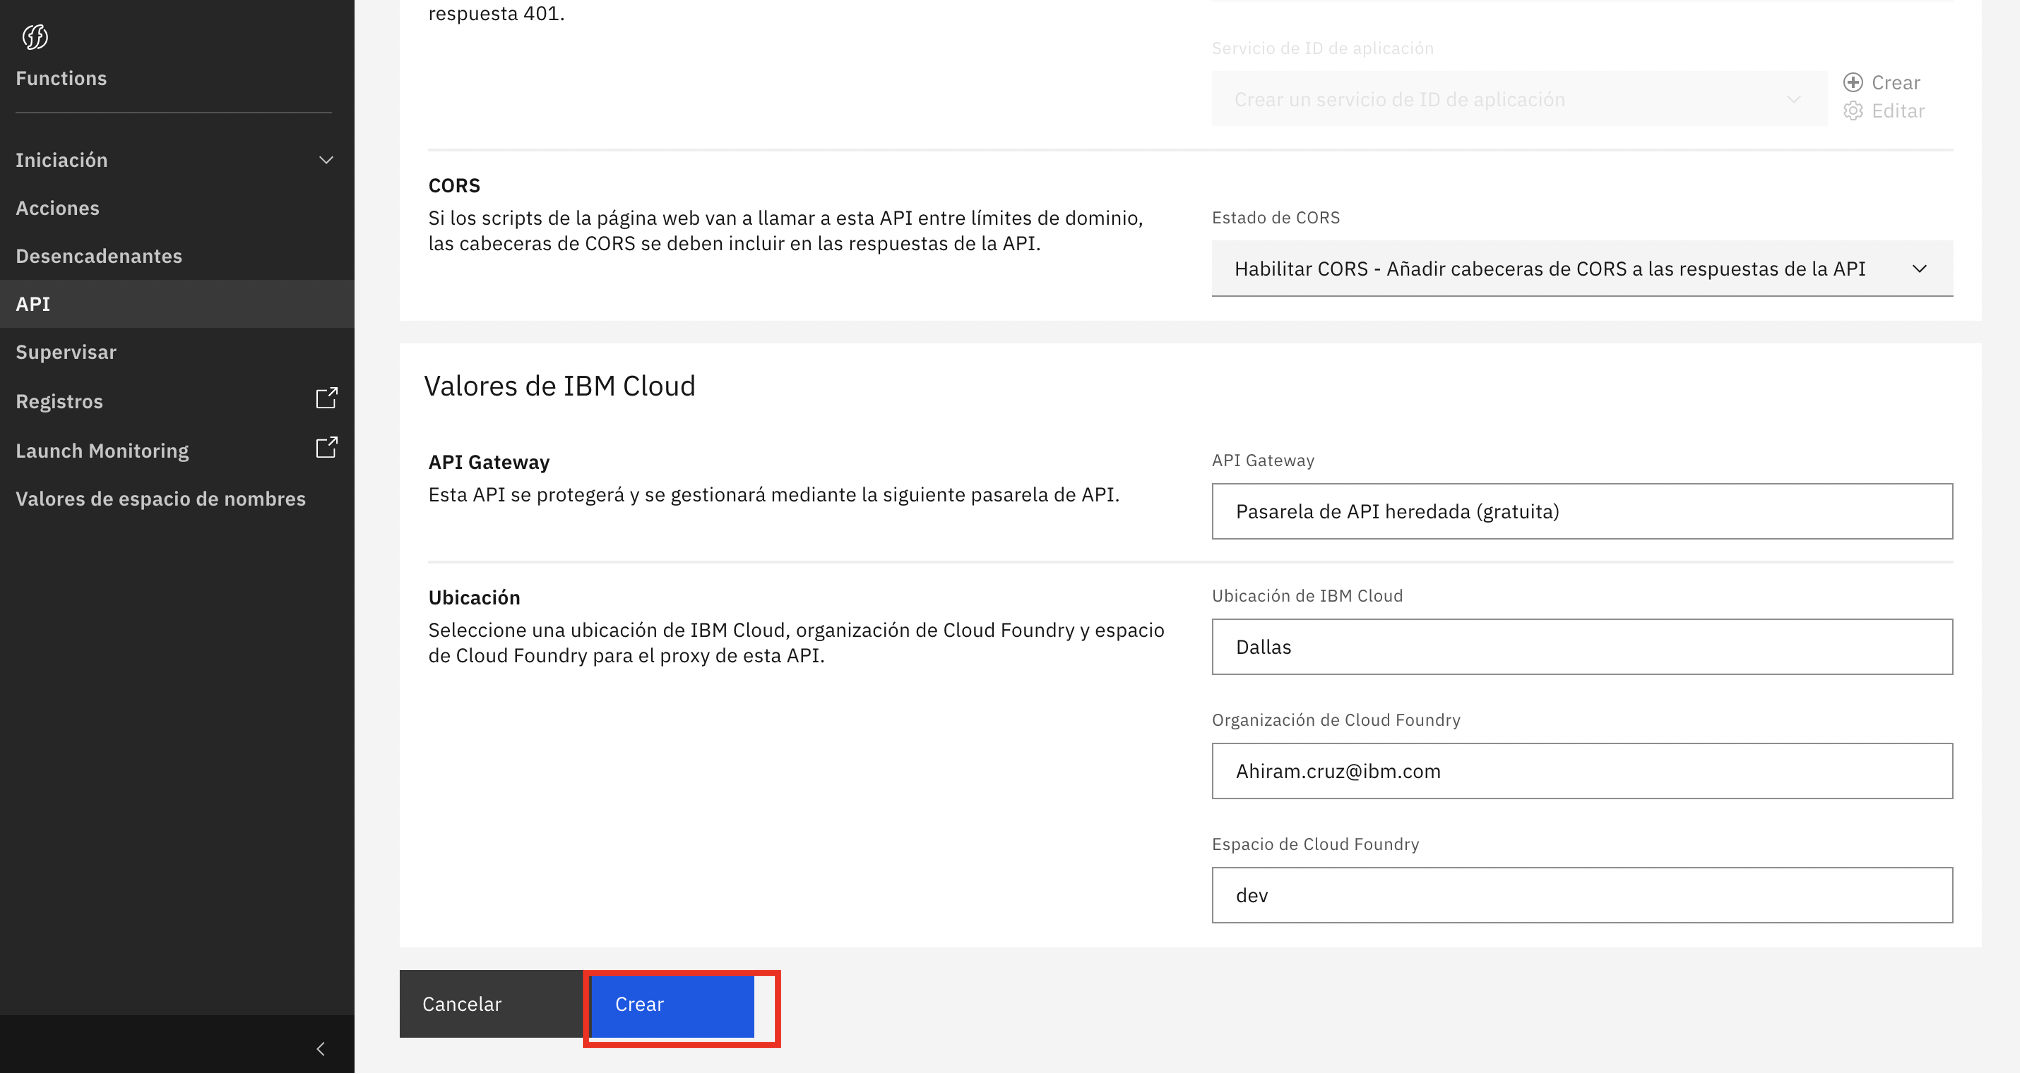 Functions
Iniciación
Acciones
Desencadenantes
API
Supervisar
Registros
Launch Monitoring
Valores de espacio de nombres
respuesta 401.
Servicio de ID de aplicación
Crear un servicio de ID de aplicación
Crear
Editar
CORS
Si los scripts de la página web van a llamar a esta API entre límites de dominio,
las cabeceras de CORS se deben incluir en las respuestas de la API.
Estado de CORS
Habilitar CORS - Añadir cabeceras de CORS a las respuestas de la API
Valores de IBM Cloud
API Gateway
Esta API se protegerá y se gestionará mediante la siguiente pasarela de API.
API Gateway
Pasarela de API heredada (gratuita)
Ubicación
Seleccione una ubicación de IBM Cloud, organización de Cloud Foundry y espacio
de Cloud Foundry para el proxy de esta API.
Ubicación de IBM Cloud
Dallas
Organización de Cloud Foundry
Ahiram.cruz@ibm.com
Espacio de Cloud Foundry
dev
Cancelar
Crear